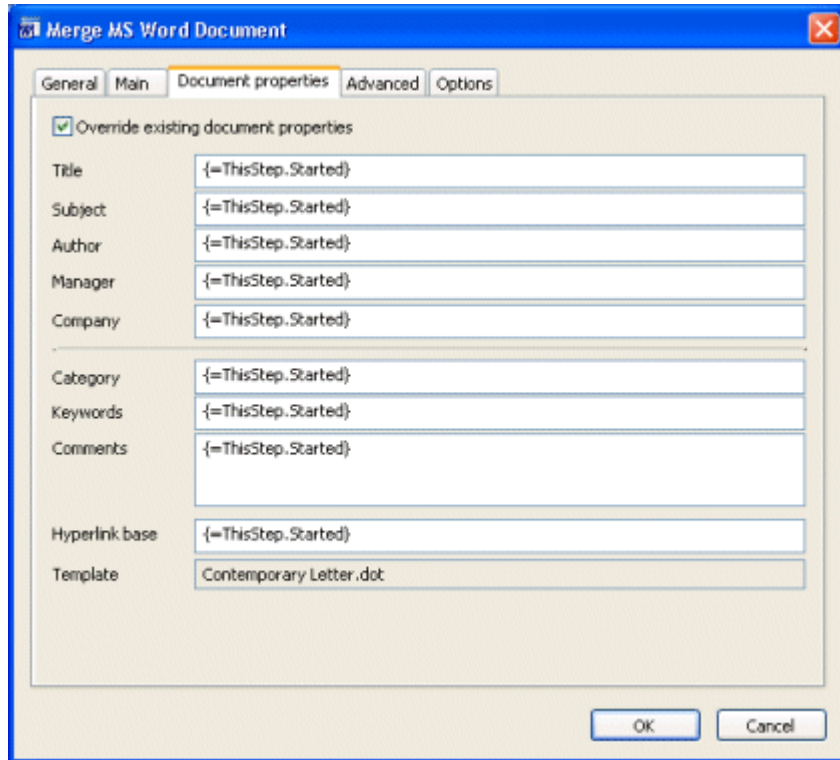 Merge MS Word Document
General Main Document properties Advanced Options
Override existing document properties
Title {=ThisStep.Started}
Subject {=ThisStep.Started}
Author {=ThisStep.Started}
Manager {=ThisStep.Started}
Company {=ThisStep.Started}
Category {=ThisStep.Started}
Keywords {=ThisStep.Started}
Comments {=ThisStep.Started}
Hyperlink base {=ThisStep.Started}
Template Contemporary Letter.dot
OK Cancel